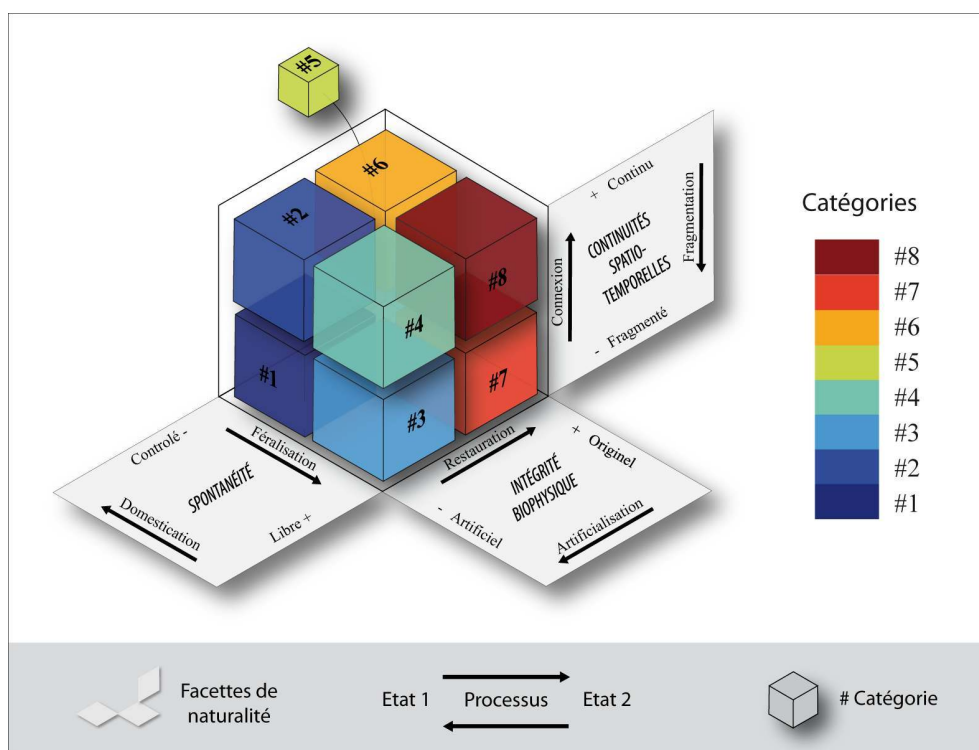 #5
#6
#2
#8
#4
#1
#7
#3
+ Continu
Fragmentation
CONTINUITÉS
SPATIO-
TEMPORELLES
Connexion
- Fragmenté
Controlé -
Féralisation
SPONTANÉITÉ
Domestication
Libre +
Restauration
+ Originel
INTÉGRITÉ
BIOPHYSIQUE
- Artificiel
Artificialisation
Catégories
#8
#7
#6
#5
#4
#3
#2
#1
Facettes de
naturalité
Etat 1 Processus Etat 2
# Catégorie